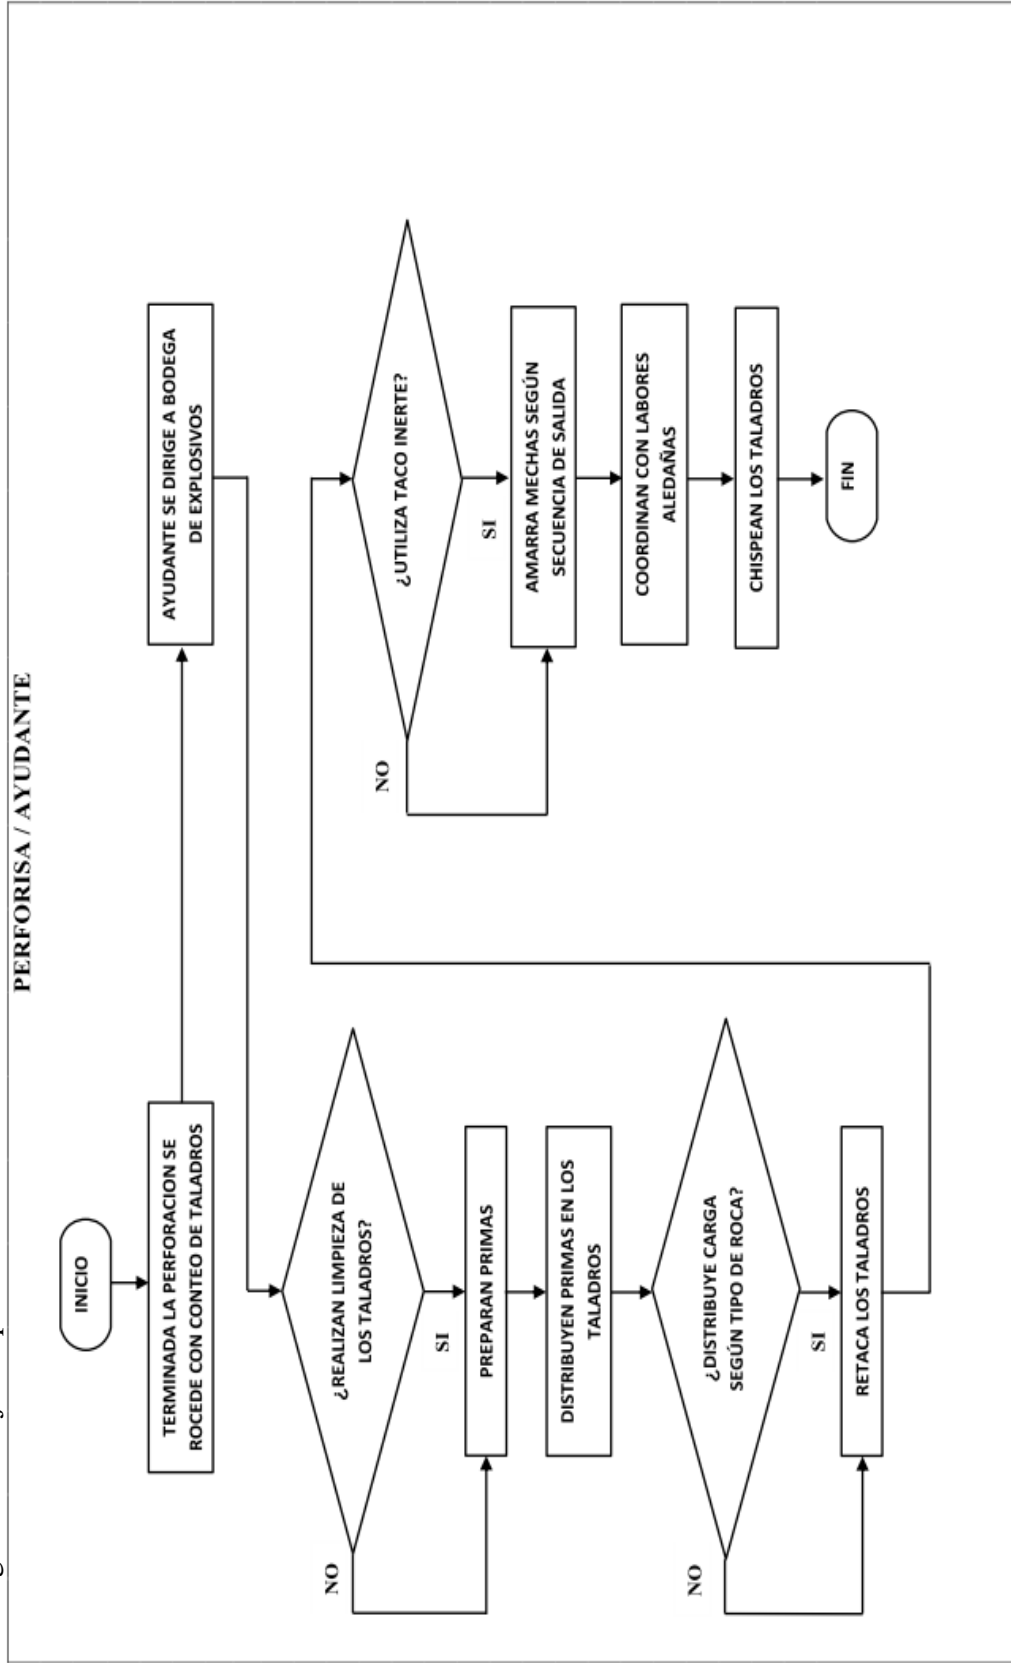 PERFORISA / AYUDANTE
INICIO
TERMINADA LA PERFORACION SE
ROCEDE CON CONTEO DE TALADROS
AYUDANTE SE DIRIGE A BODEGA
DE EXPLOSIVOS
¿REALIZAN LIMPIEZA DE
LOS TALADROS?
NO
SI
PREPARAN PRIMAS
DISTRIBUYEN PRIMAS EN LOS
TALADROS
¿DISTRIBUYE CARGA
SEGÚN TIPO DE ROCA?
NO
SI
RETACA LOS TALADROS
¿UTILIZA TACO INERTE?
NO
SI
AMARRA MECHAS SEGÚN
SECUENCIA DE SALIDA
COORDINAN CON LABORES
ALEDAÑAS
CHISPEAN LOS TALADROS
FIN